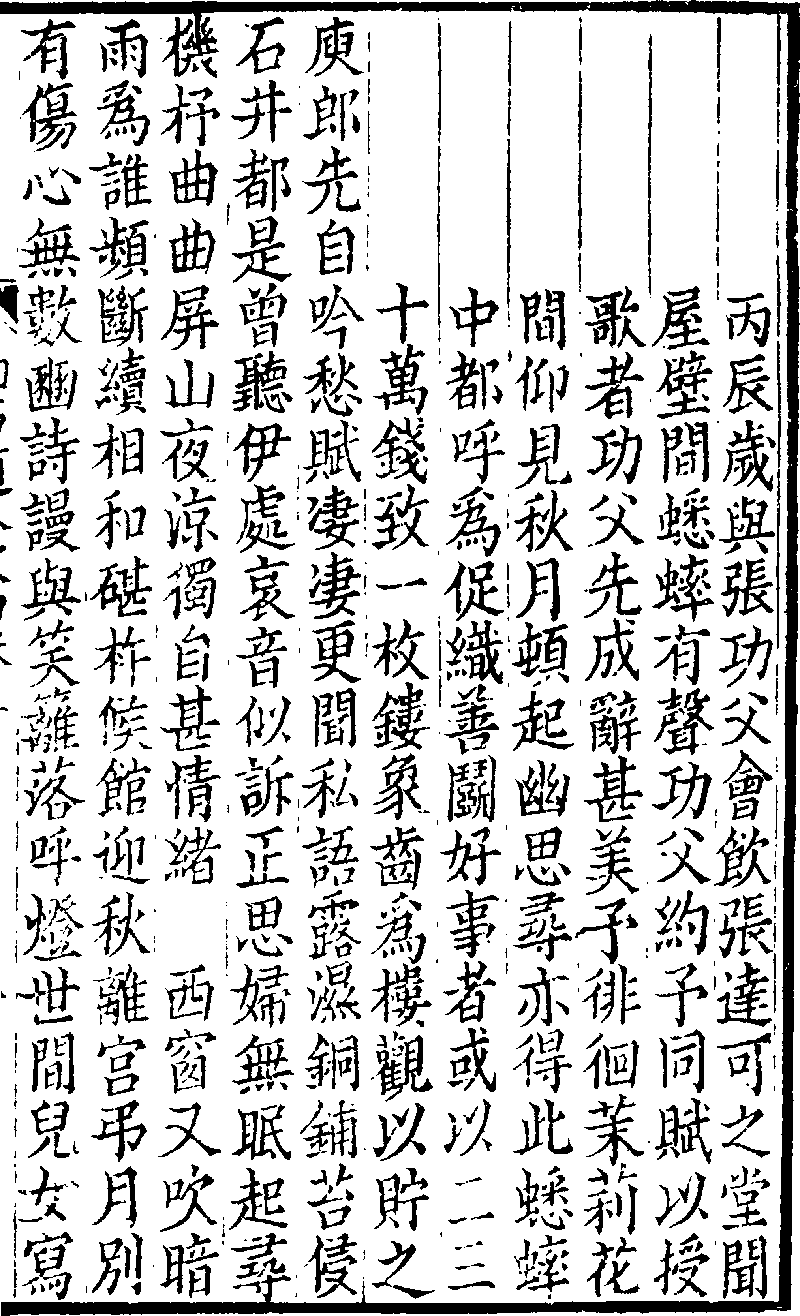 丙辰歲與張功父會飲張達可之堂聞
屋壁間蟋蟀有聲功父約予同賦以授
歌者功父先成辭甚美予徘徊茉莉花
間仰見秋月頓起幽思尋亦得此蟋蟀
中都呼爲促織善鬭好事者或以二三
十萬錢致一枚鏤象齒爲樓觀以貯之
庾郎先自吟愁賦凄凄更聞私語露濕銅鋪苔侵
石井都是曾聽伊處哀音似訴正思婦無眠起尋
機杼曲曲屏山夜涼獨自甚情緒　西窗又吹暗
雨爲誰頻斷續相和碪杵候館迎秋離宫弔月別
有傷心無數豳詩謾與笑籬落呼燈世間兒女寫